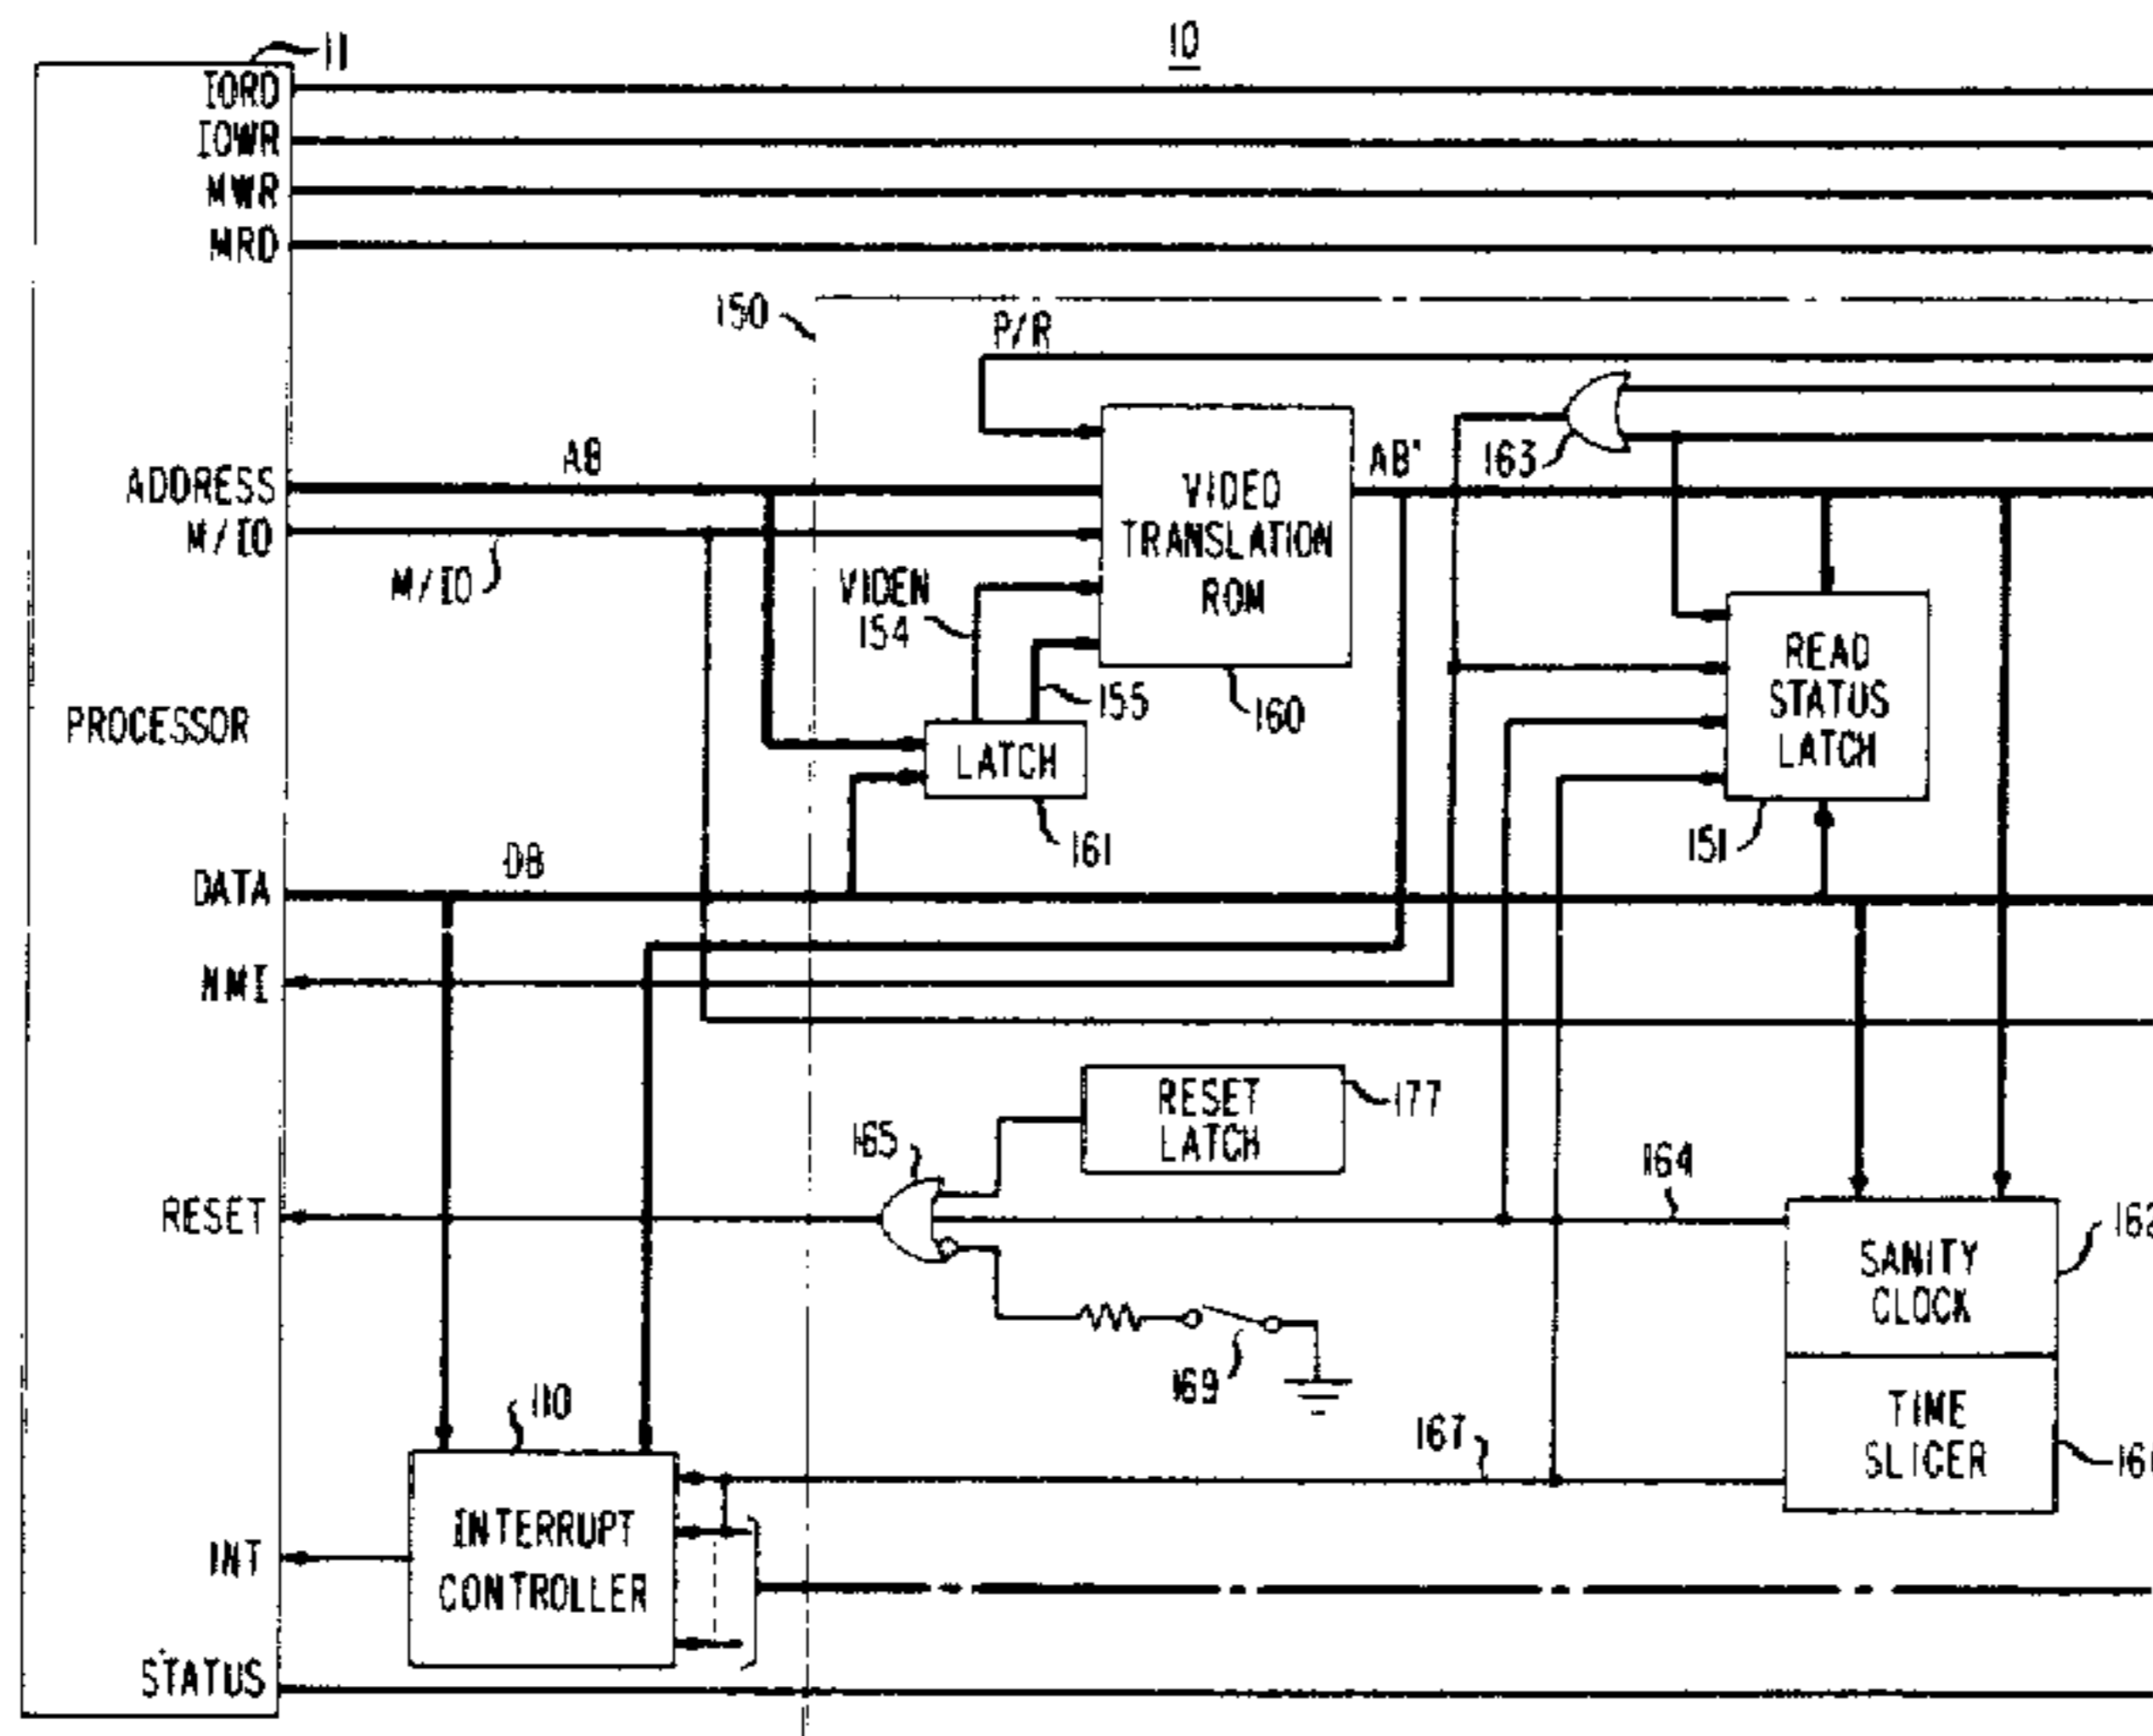 10
11
IORD
IOWR
MWR
MRD
150
P/R
AB
AB'
163
ADDRESS
M/IO
M/IO
VIDEO
TRANSLATION
ROM
VIDEN
154
155
160
READ
STATUS
LATCH
151
PROCESSOR
LATCH
161
DATA
DB
NMI
RESET
LATCH
177
165
164
RESET
SANITY
CLOCK
162
169
110
167
TIME
SLICER
INTERRUPT
CONTROLLER
INT
STATUS